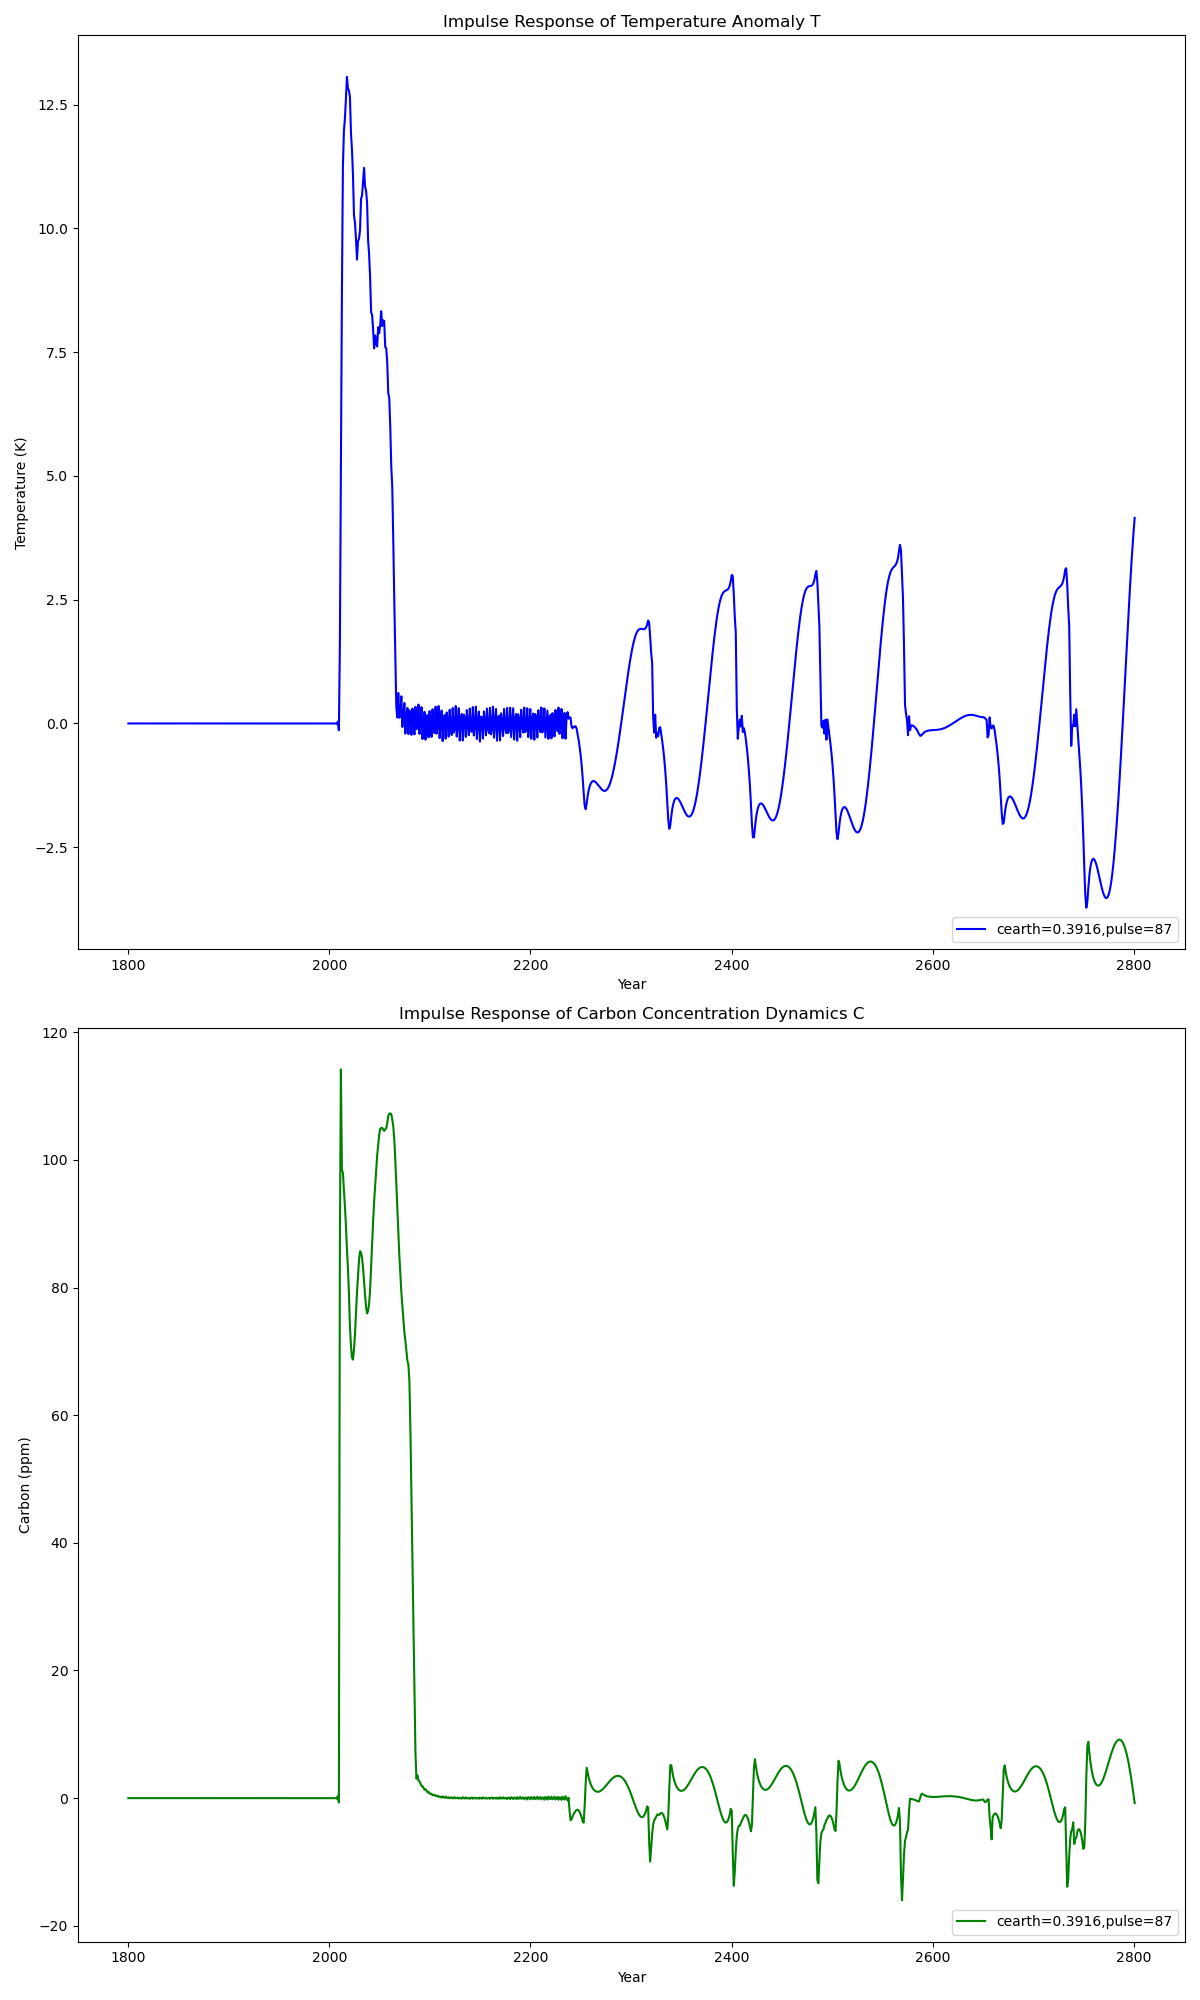 Impulse Response of Temperature Anomaly T
12.5
10.0
7.5
5.0
2.5
0.0
−2.5
Temperature (K)
cearth=0.3916,pulse=87
1800 2000 2200 2400 2600 2800
Year
Impulse Response of Carbon Concentration Dynamics C
120
100
80
60
40
20
0
−20
Carbon (ppm)
cearth=0.3916,pulse=87
1800 2000 2200 2400 2600 2800
Year